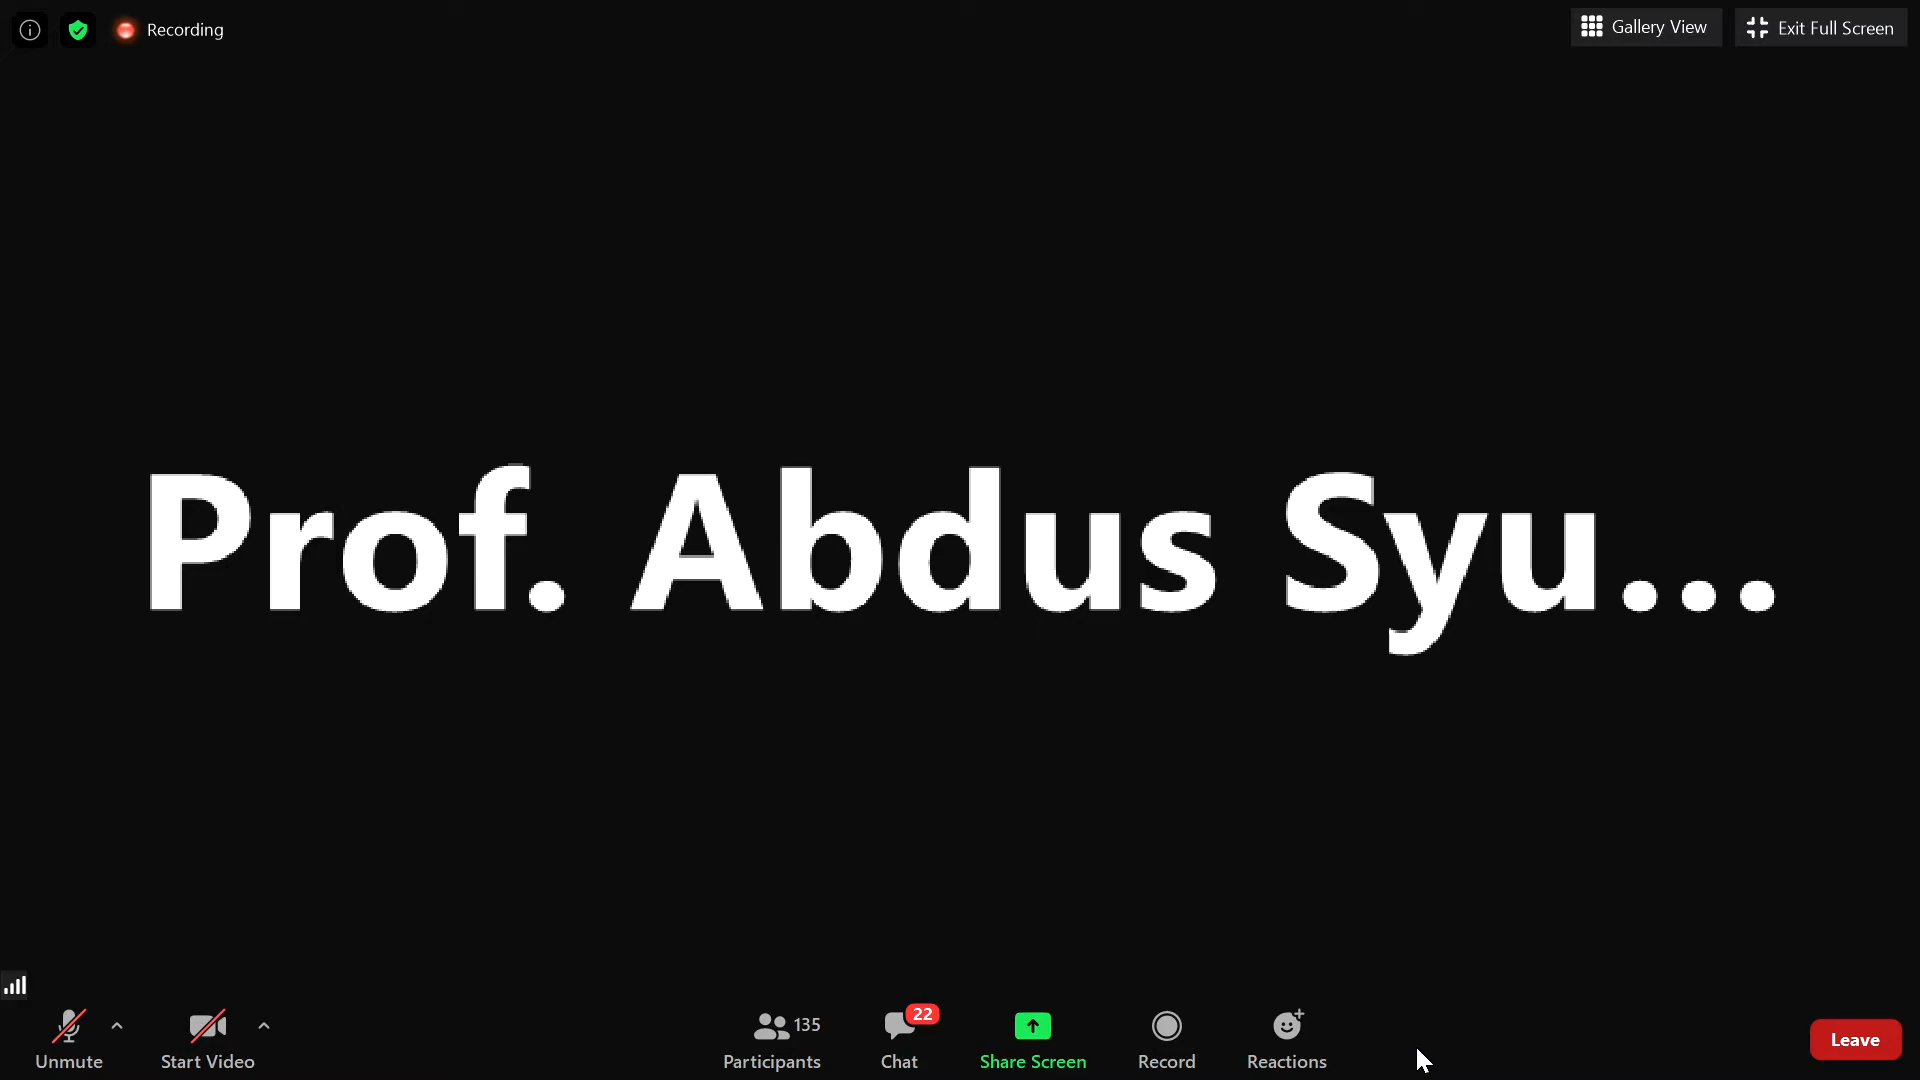 Recording
Gallery View
Exit Full Screen
Prof. Abdus Syu...
Unmute
Start Video
135
Participants
22
Chat
Share Screen
Record
Reactions
Leave